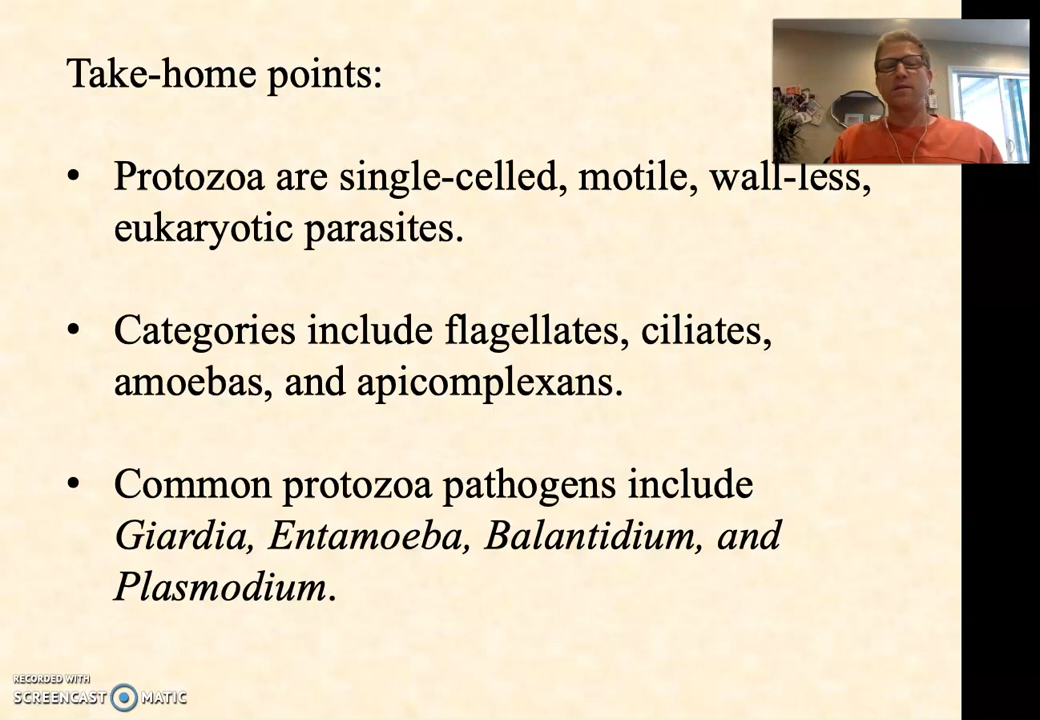 Take-home points:
• Protozoa are single-celled, motile, wall-less,
eukaryotic parasites.
• Categories include flagellates, ciliates,
amoebas, and apicomplexans.
• Common protozoa pathogens include
Giardia, Entamoeba, Balantidium, and
Plasmodium.
RECORDED WITH
SCREENCAST MATIC